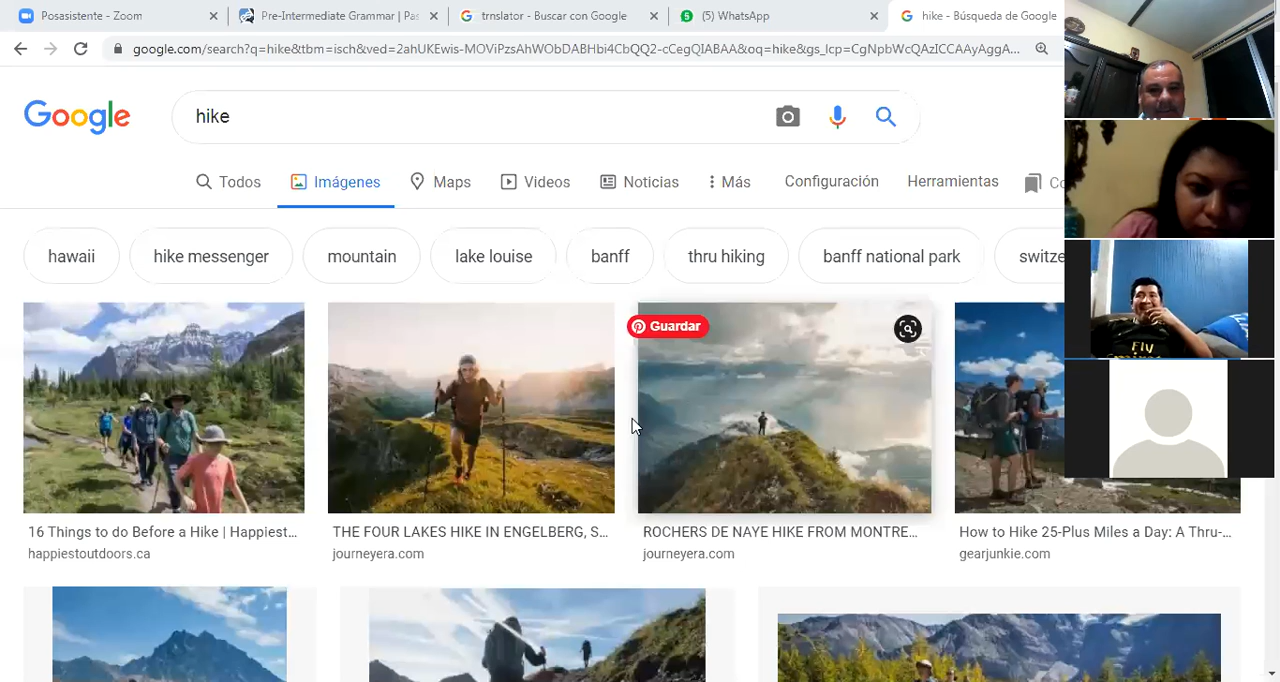 Posasistente - Zoom
Pre-Intermediate Grammar | Pas
trnslator - Buscar con Google
(5) WhatsApp
hike - Búsqueda de Google
google.com/search?q=hike&tbm=isch&ved=2ahUKEwis-MOViPzsAhWObDABHbi4CbQQ2-cCegQIABAA&oq=hike&gs_lcp=CgNpbWcQAzICCAAyAggA...
Google
hike
Todos
Imágenes
Maps
Videos
Noticias
Más
Configuración
Herramientas
Co
hawaii
hike messenger
mountain
lake louise
banff
thru hiking
banff national park
switze
Guardar
Fly
16 Things to do Before a Hike | Happiest...
THE FOUR LAKES HIKE IN ENGELBERG, S...
ROCHERS DE NAYE HIKE FROM MONTRE...
How to Hike 25-Plus Miles a Day: A Thru-...
happiestoutdoors.ca
journeyera.com
journeyera.com
gearjunkie.com